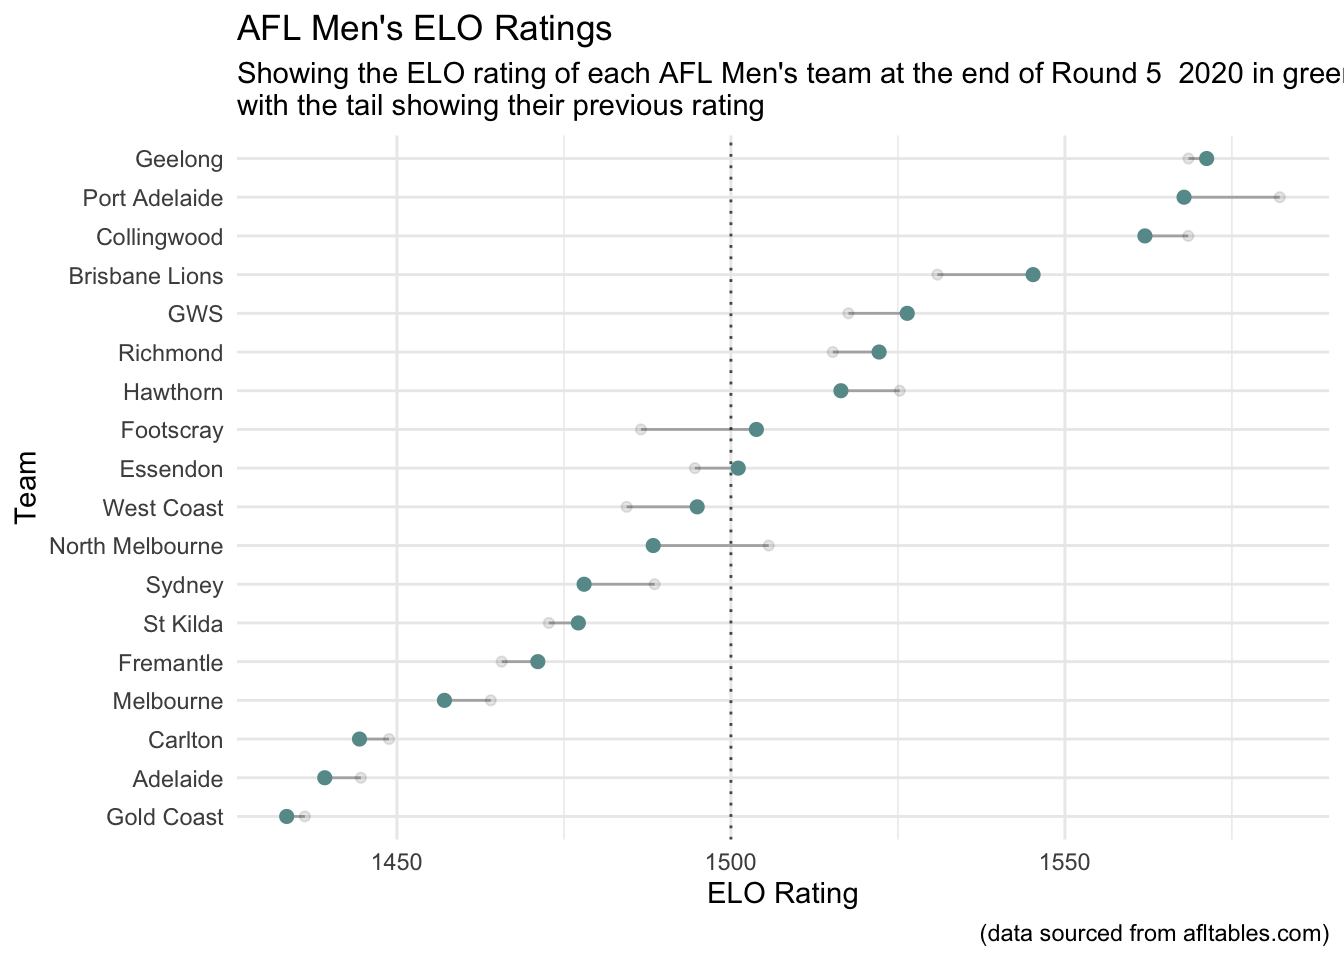 AFL Men's ELO Ratings
Showing the ELO rating of each AFL Men's team at the end of Round 5  2020 in
with the tail showing their previous rating
Geelong
Port Adelaide
Collingwood
Brisbane Lions
GWS
Richmond
Hawthorn
Footscray
Essendon
West Coast
North Melbourne
Sydney
St Kilda
Fremantle
Melbourne
Carlton
Adelaide
Gold Coast
Team
1450 1500 1550
ELO Rating
(data sourced from afltables.com)